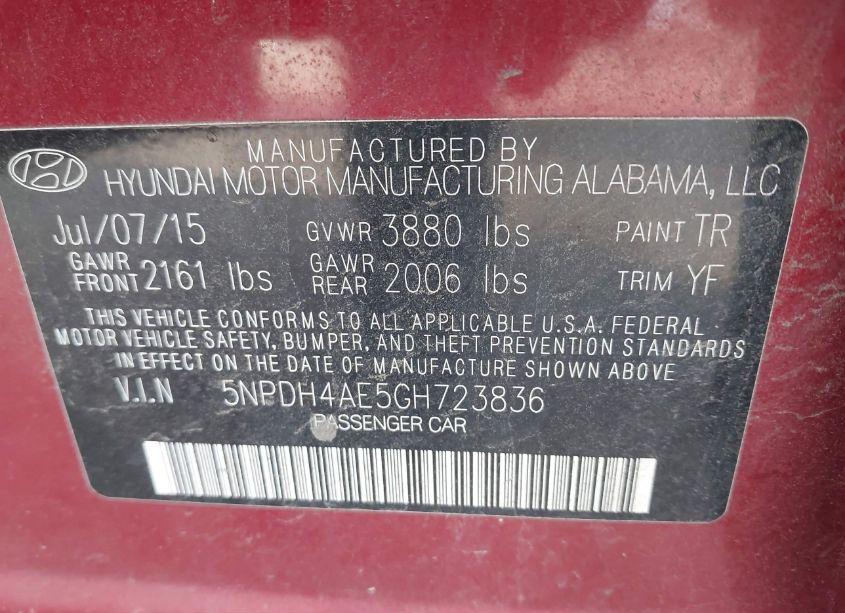 MANUFACTURED BY
HYUNDAI MOTOR MANUFACTURING ALABAMA, LLC
Jul/07/15 GVWR 3880 lbs PAINT TR
GAWR FRONT 2161 lbs GAWR REAR 2006 lbs TRIM YF
THIS VEHICLE CONFORMS TO ALL APPLICABLE U.S.A. FEDERAL
MOTOR VEHICLE SAFETY, BUMPER, AND THEFT PREVENTION STANDARDS
IN EFFECT ON THE DATE OF MANUFACTURE SHOWN ABOVE.
V.I.N 5NPDH4AE5GH723836
PASSENGER CAR